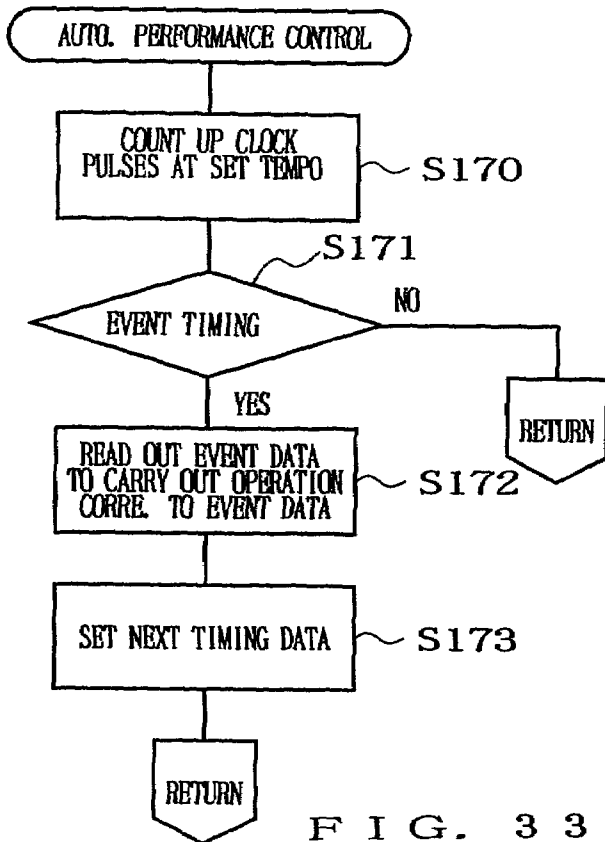 AUTO. PERFORMANCE CONTROL
COUNT UP CLOCK
PULSES AT SET TEMPO
S170
S171
EVENT TIMING
NO
YES
RETURN
READ OUT EVENT DATA
TO CARRY OUT OPERATION
CORRE. TO EVENT DATA
S172
SET NEXT TIMING DATA
S173
RETURN
FIG. 33